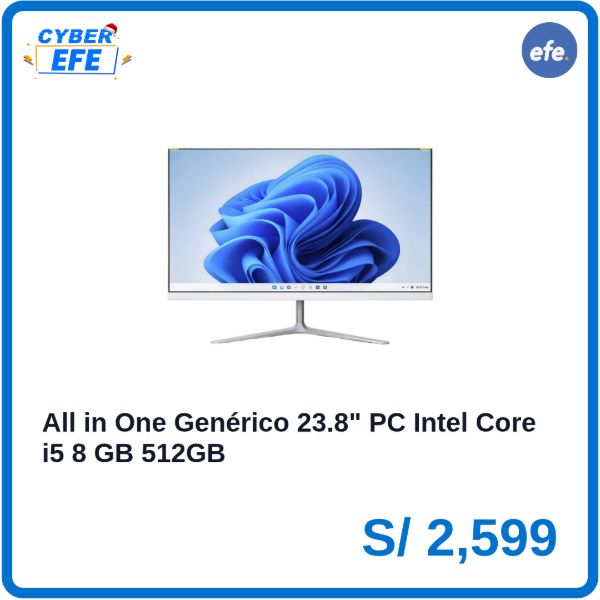 CYBER
EFE
efe.
All in One Genérico 23.8" PC Intel Core
i5 8 GB 512GB
S/ 2,599